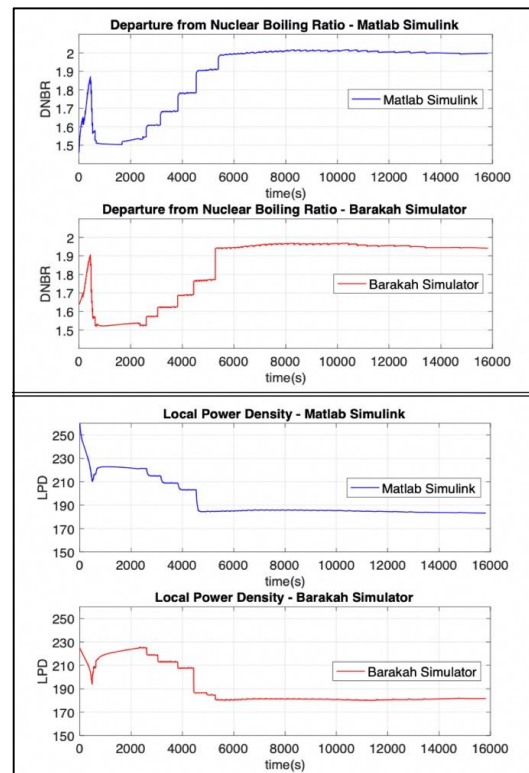 Departure from Nuclear Boiling Ratio - Matlab Simulink
2
1.9
1.8
1.7
1.6
1.5
DNBR
Matlab Simulink
0 2000 4000 6000 8000 10000 12000 14000 16000
time(s)
Departure from Nuclear Boiling Ratio - Barakah Simulator
2
1.9
1.8
1.7
1.6
1.5
DNBR
Barakah Simulator
0 2000 4000 6000 8000 10000 12000 14000 16000
time(s)
Local Power Density - Matlab Simulink
250
230
210
190
170
150
LPD
Matlab Simulink
0 2000 4000 6000 8000 10000 12000 14000 16000
time(s)
Local Power Density - Barakah Simulator
250
230
210
190
170
150
LPD
Barakah Simulator
0 2000 4000 6000 8000 10000 12000 14000 16000
time(s)